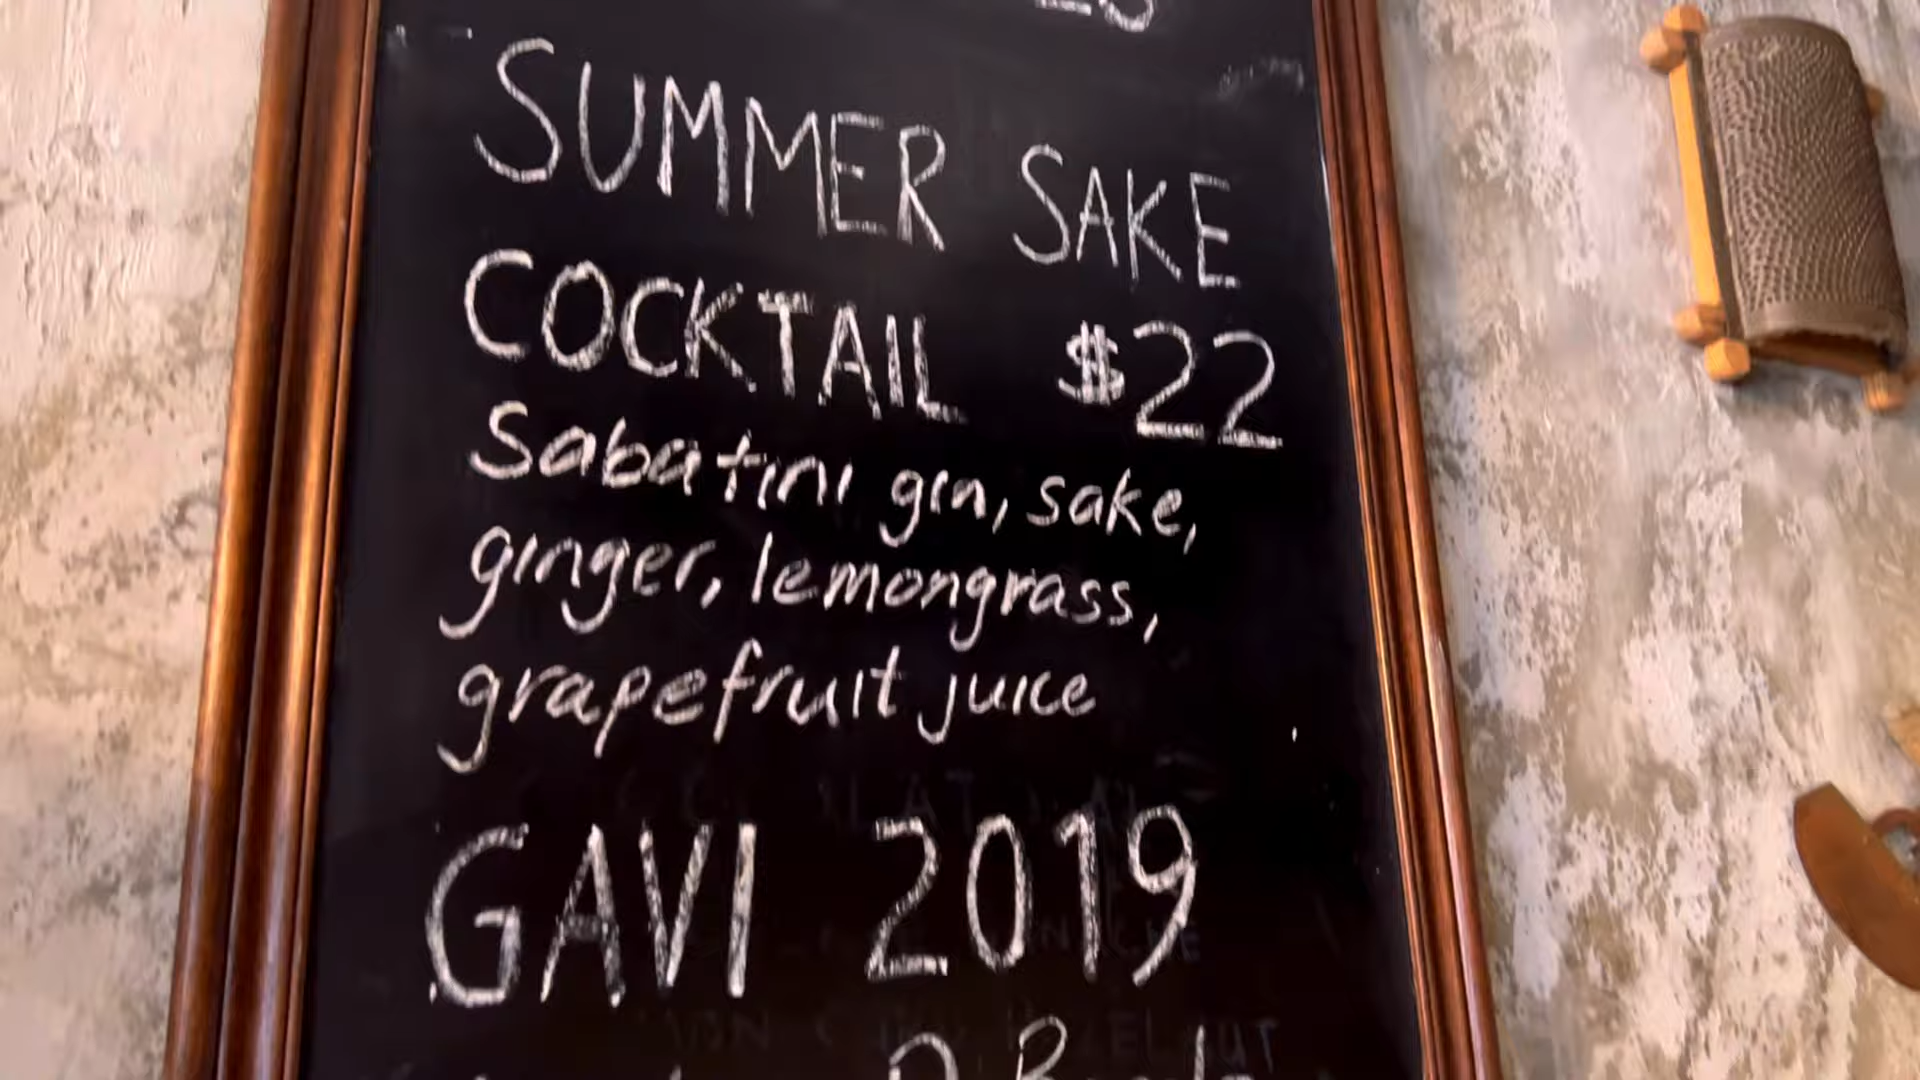 SUMMER SAKE
COCKTAIL $22
Sabatini gin, sake,
ginger, lemongrass,
grapefruit juice
GAVI 2019